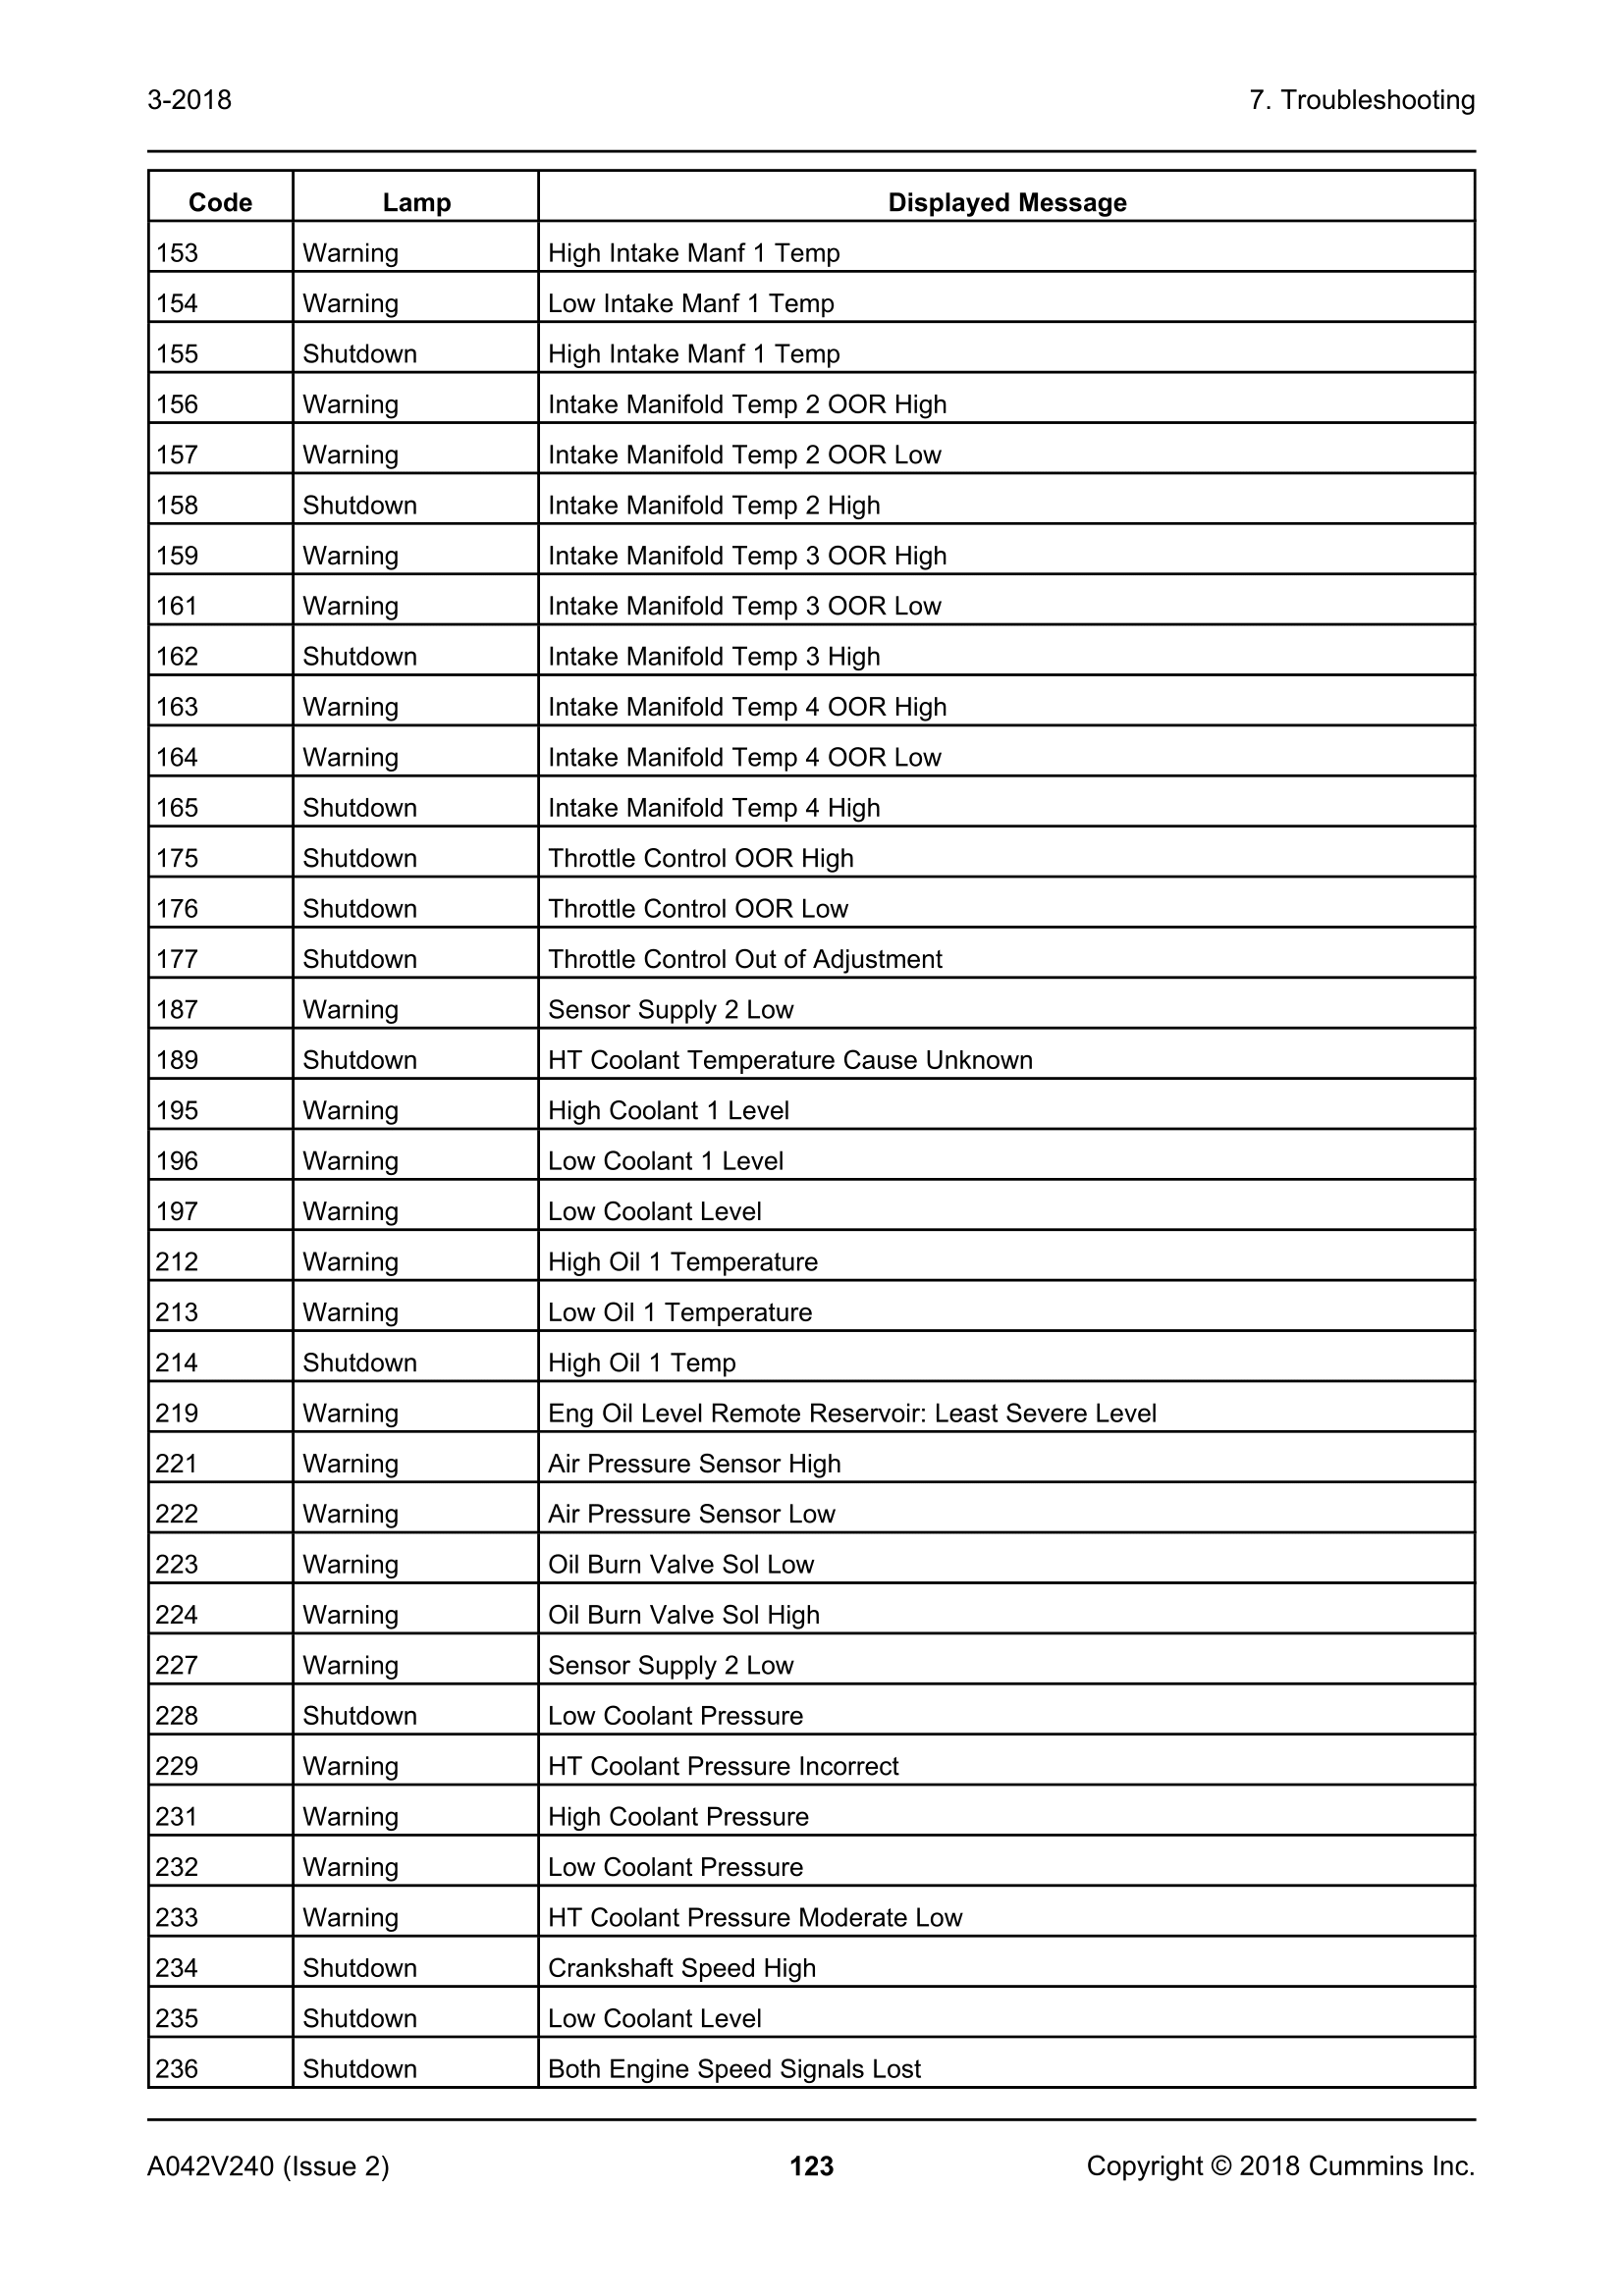 3-2018 7. Troubleshooting
Code Lamp Displayed Message
153 Warning High Intake Manf 1 Temp
154 Warning Low Intake Manf 1 Temp
155 Shutdown High Intake Manf 1 Temp
156 Warning Intake Manifold Temp 2 OOR High
157 Warning Intake Manifold Temp 2 OOR Low
158 Shutdown Intake Manifold Temp 2 High
159 Warning Intake Manifold Temp 3 OOR High
161 Warning Intake Manifold Temp 3 OOR Low
162 Shutdown Intake Manifold Temp 3 High
163 Warning Intake Manifold Temp 4 OOR High
164 Warning Intake Manifold Temp 4 OOR Low
165 Shutdown Intake Manifold Temp 4 High
175 Shutdown Throttle Control OOR High
176 Shutdown Throttle Control OOR Low
177 Shutdown Throttle Control Out of Adjustment
187 Warning Sensor Supply 2 Low
189 Shutdown HT Coolant Temperature Cause Unknown
195 Warning High Coolant 1 Level
196 Warning Low Coolant 1 Level
197 Warning Low Coolant Level
212 Warning High Oil 1 Temperature
213 Warning Low Oil 1 Temperature
214 Shutdown High Oil 1 Temp
219 Warning Eng Oil Level Remote Reservoir: Least Severe Level
221 Warning Air Pressure Sensor High
222 Warning Air Pressure Sensor Low
223 Warning Oil Burn Valve Sol Low
224 Warning Oil Burn Valve Sol High
227 Warning Sensor Supply 2 Low
228 Shutdown Low Coolant Pressure
229 Warning HT Coolant Pressure Incorrect
231 Warning High Coolant Pressure
232 Warning Low Coolant Pressure
233 Warning HT Coolant Pressure Moderate Low
234 Shutdown Crankshaft Speed High
235 Shutdown Low Coolant Level
236 Shutdown Both Engine Speed Signals Lost
A042V240 (Issue 2) 123 Copyright © 2018 Cummins Inc.